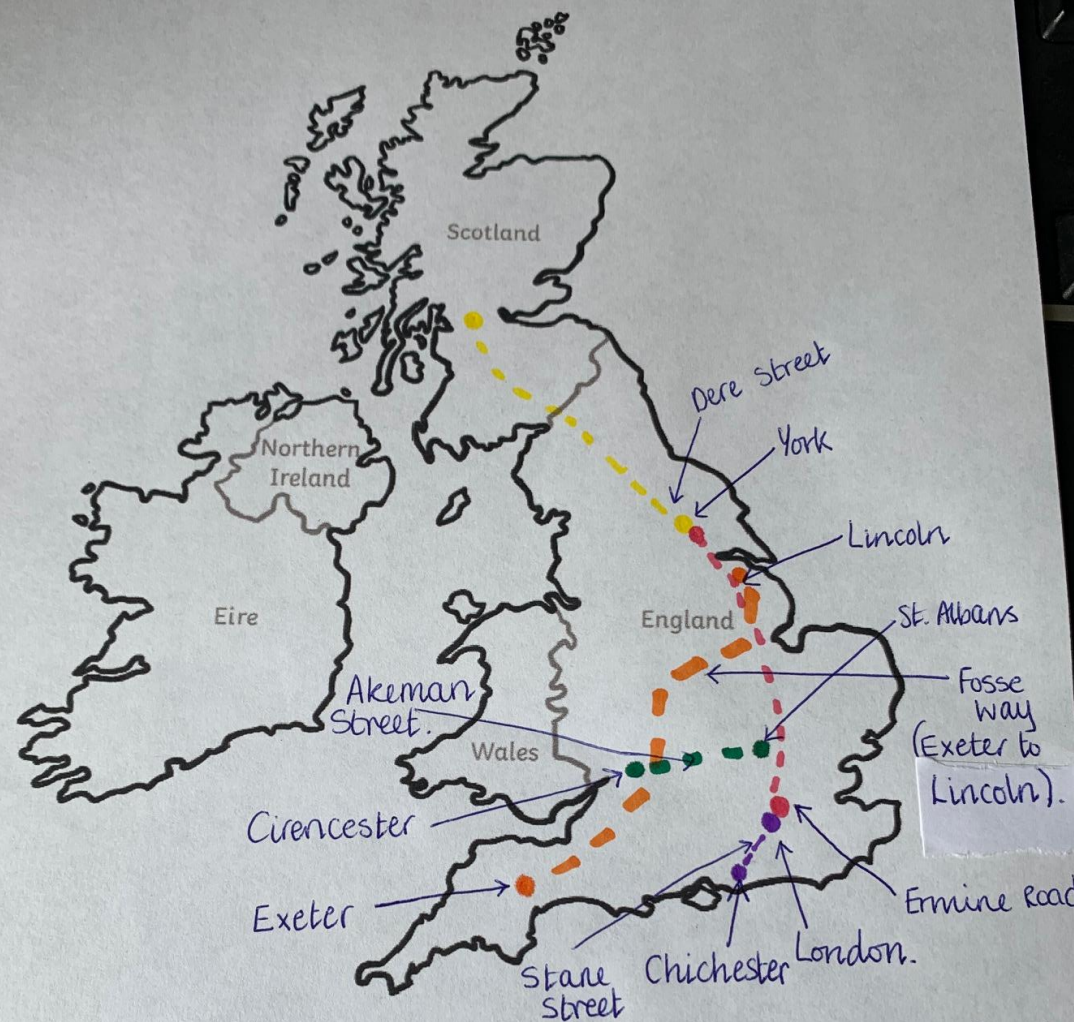 Scotland
Dere Street
York
Northern
Ireland
Lincoln
Eire
England
St. Albans
Akeman
Street.
Fosse
Way
(Exeter to
Lincoln).
Wales
Cirencester
Exeter
Ermine Road
Stane
Street
Chichester
London.